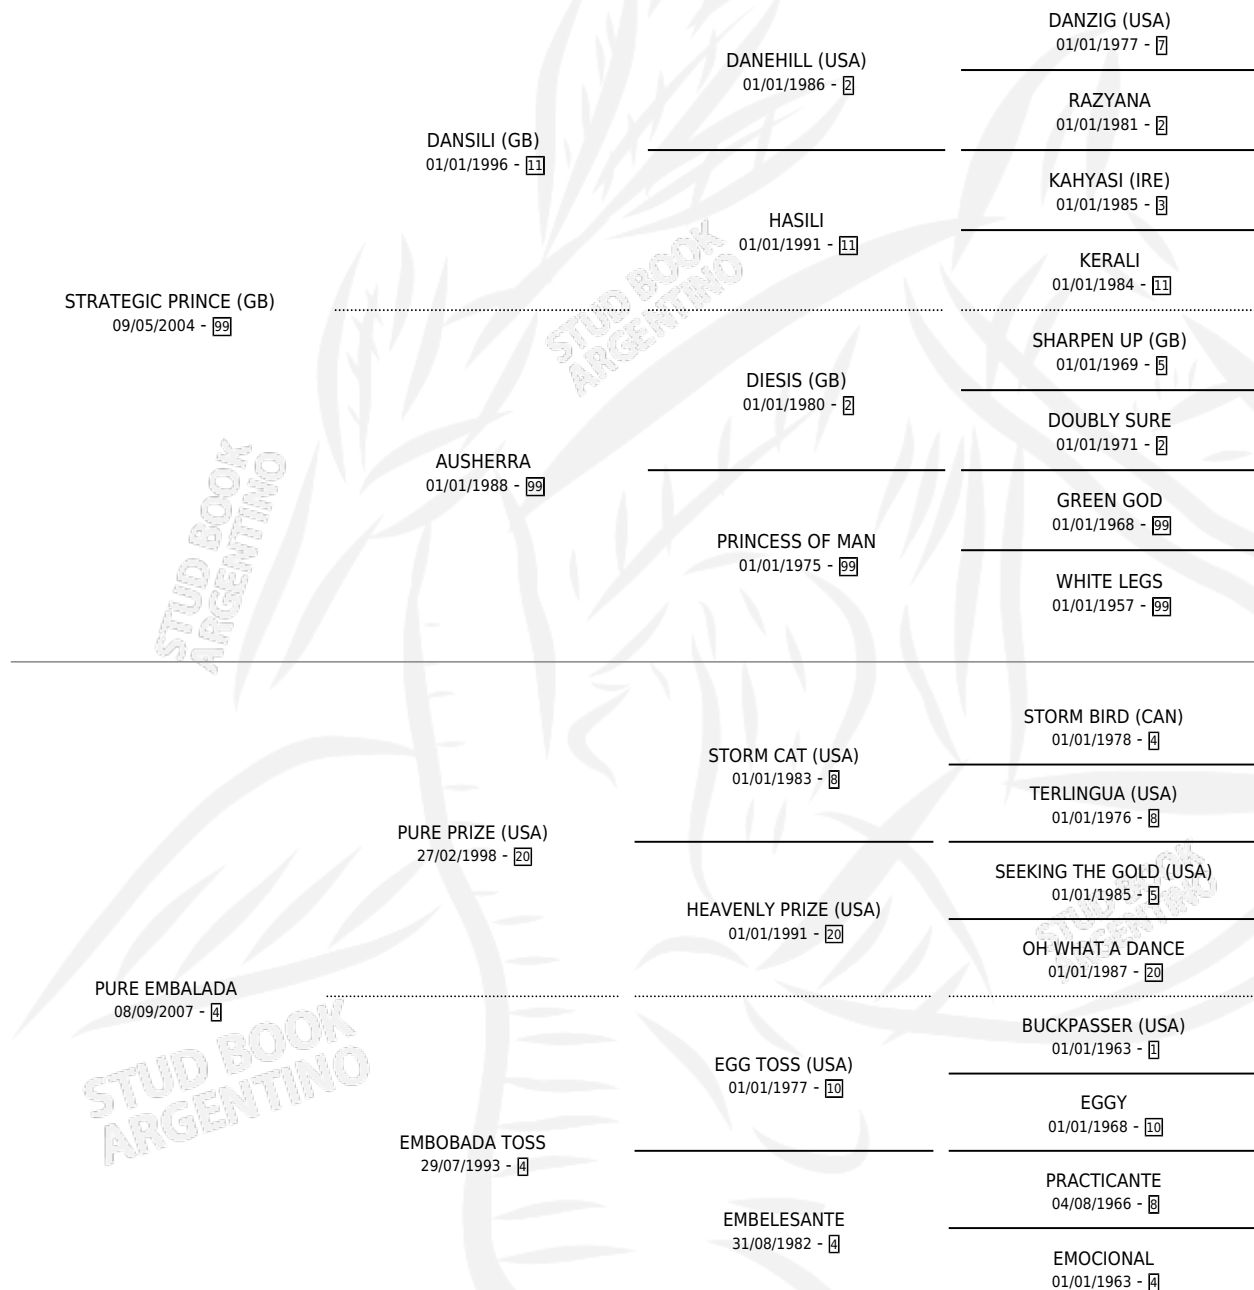 DANZIG (USA)
01/01/1977 - 7
DANEHILL (USA)
01/01/1986 - 2
RAZYANA
01/01/1981 - 2
DANSILI (GB)
01/01/1996 - 11
KAHYASI (IRE)
01/01/1985 - 3
HASILI
01/01/1991 - 11
KERALI
01/01/1984 - 11
STRATEGIC PRINCE (GB)
09/05/2004 - 99
STUD BOOK
ARGENTINO
SHARPEN UP (GB)
01/01/1969 - 5
DIESIS (GB)
01/01/1980 - 2
DOUBLY SURE
01/01/1971 - 2
AUSHERRA
01/01/1988 - 99
GREEN GOD
01/01/1968 - 99
PRINCESS OF MAN
01/01/1975 - 99
WHITE LEGS
01/01/1957 - 99
STUD BOOK
ARGENTINO
STORM BIRD (CAN)
01/01/1978 - 4
STORM CAT (USA)
01/01/1983 - 8
TERLINGUA (USA)
01/01/1976 - 8
PURE PRIZE (USA)
27/02/1998 - 20
SEEKING THE GOLD (USA)
01/01/1985 - 5
HEAVENLY PRIZE (USA)
01/01/1991 - 20
STUD BOOK
ARGENTINO
OH WHAT A DANCE
01/01/1987 - 20
PURE EMBALADA
08/09/2007 - 4
BUCKPASSER (USA)
01/01/1963 - 1
EGG TOSS (USA)
01/01/1977 - 10
STUD BOOK
ARGENTINO
EGGY
01/01/1968 - 10
EMBOBADA TOSS
29/07/1993 - 4
PRACTICANTE
04/08/1966 - 8
EMBELESANTE
31/08/1982 - 4
EMOCIONAL
01/01/1963 - 4